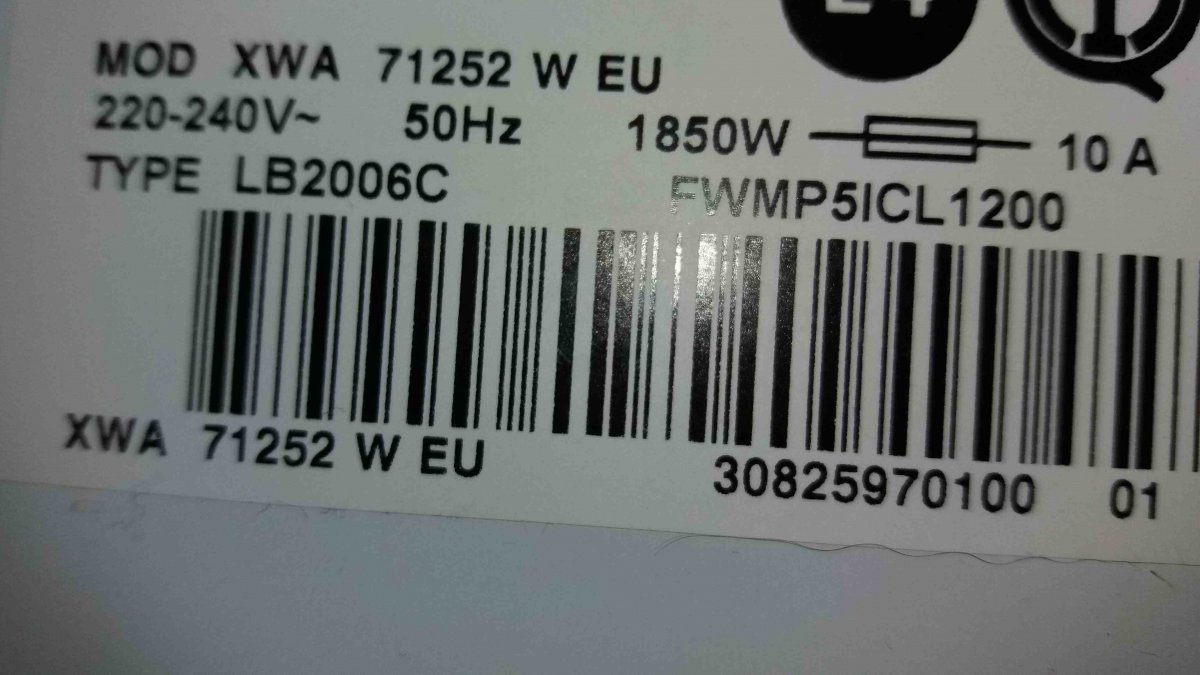 MOD XWA 71252 W EU
220-240V~ 50Hz 1850W 10 A
TYPE LB2006C FWMP5ICL1200
XWA 71252 W EU 30825970100 01